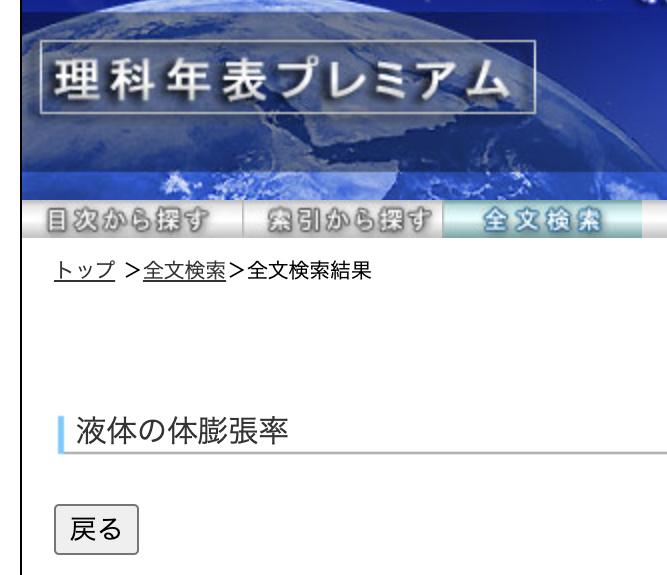 理科年表プレミアム
目次から探す 索引から探す 全文検索
トップ >全文検索>全文検索結果
液体の体膨張率
戻る